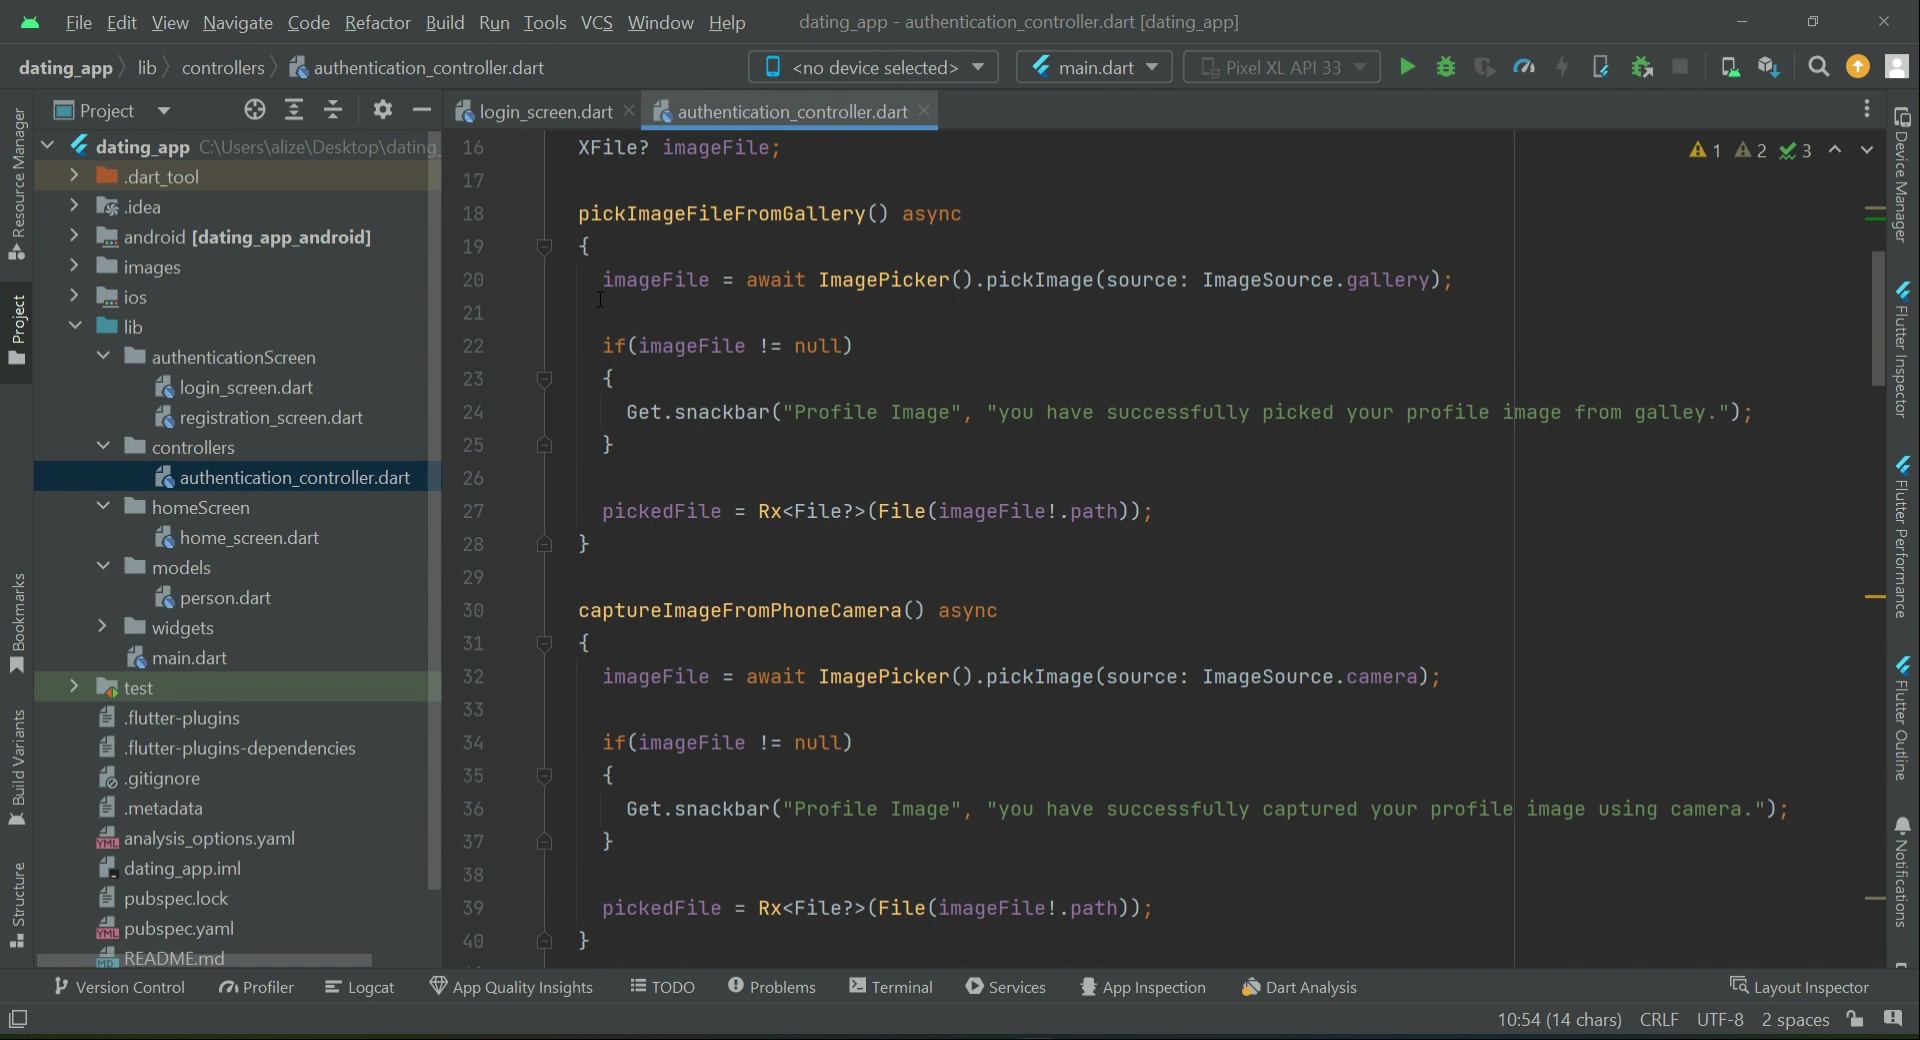 File Edit View Navigate Code Refactor Build Run Tools VCS Window Help dating_app - authentication_controller.dart [dating_app]
dating_app lib controllers authentication_controller.dart <no device selected> main.dart Pixel XL API 33
Project login_screen.dart authentication_controller.dart
dating_app C:\Users\alize\Desktop\dating_
.dart_tool
.idea
android [dating_app_android]
images
ios
lib
authenticationScreen
login_screen.dart
registration_screen.dart
controllers
authentication_controller.dart
homeScreen
home_screen.dart
models
person.dart
widgets
main.dart
test
.flutter-plugins
.flutter-plugins-dependencies
.gitignore
.metadata
analysis_options.yaml
dating_app.iml
pubspec.lock
pubspec.yaml
README.md
Resource Manager
Project
Bookmarks
Build Variants
Structure
16 XFile? imageFile;
17
18 pickImageFileFromGallery() async
19 {
20 imageFile = await ImagePicker().pickImage(source: ImageSource.gallery);
21
22 if(imageFile != null)
23 {
24 Get.snackbar("Profile Image", "you have successfully picked your profile image from galley.");
25 }
26
27 pickedFile = Rx<File?>(File(imageFile!.path));
28 }
29
30 captureImageFromPhoneCamera() async
31 {
32 imageFile = await ImagePicker().pickImage(source: ImageSource.camera);
33
34 if(imageFile != null)
35 {
36 Get.snackbar("Profile Image", "you have successfully captured your profile image using camera.");
37 }
38
39 pickedFile = Rx<File?>(File(imageFile!.path));
40 }
1 2 3
Device Manager
Flutter Inspector
Flutter Performance
Flutter Outline
Notifications
Version Control Profiler Logcat App Quality Insights TODO Problems Terminal Services App Inspection Dart Analysis Layout Inspector
10:54 (14 chars) CRLF UTF-8 2 spaces